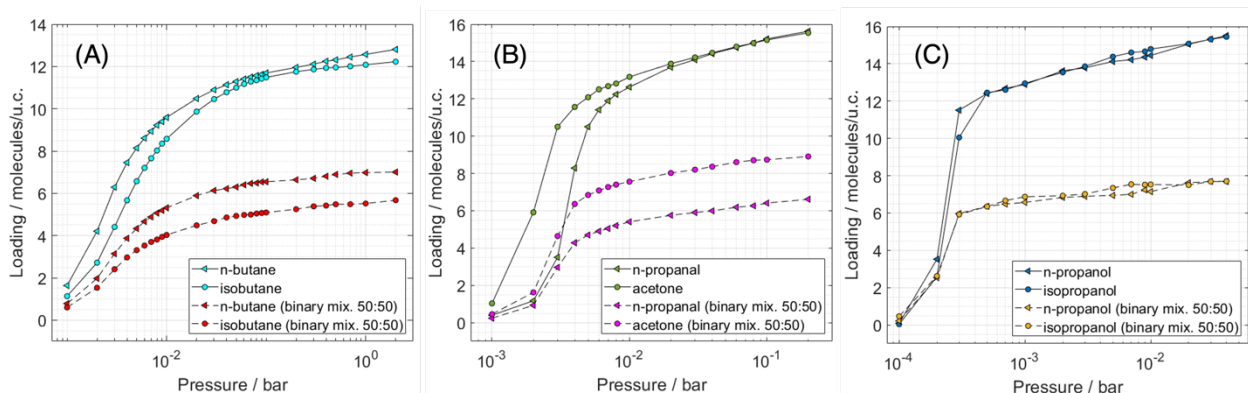 (A)
Loading / molecules/u.c.
14
12
10
8
6
4
2
0
n-butane
isobutane
n-butane (binary mix. 50:50)
isobutane (binary mix. 50:50)
10-2
100
Pressure / bar
(B)
Loading / molecules/u.c.
16
14
12
10
8
6
4
2
0
n-propanal
acetone
n-propanal (binary mix. 50:50)
acetone (binary mix. 50:50)
10-3
10-2
10-1
Pressure / bar
(C)
Loading / molecules/u.c.
16
14
12
10
8
6
4
2
0
n-propanol
isopropanol
n-propanol (binary mix. 50:50)
isopropanol (binary mix. 50:50)
10-4
10-3
10-2
Pressure / bar